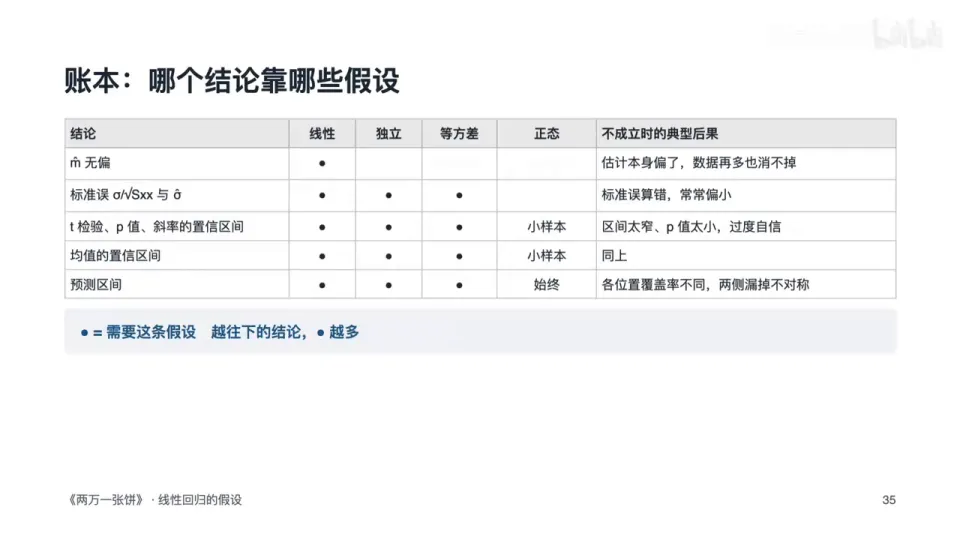 账本：哪个结论靠哪些假设
结论 线性 独立 等方差 正态 不成立时的典型后果
m̂ 无偏 ● 估计本身偏了，数据再多也消不掉
标准误 σ/√Sxx 与 σ̂ ● ● ● 标准误算错，常常偏小
t 检验、p 值、斜率的置信区间 ● ● ● 小样本 区间太窄、p 值太小，过度自信
均值的置信区间 ● ● ● 小样本 同上
预测区间 ● ● ● 始终 各位置覆盖率不同，两侧漏掉不对称
● = 需要这条假设 越往下的结论，● 越多
《两万一张饼》 · 线性回归的假设
35